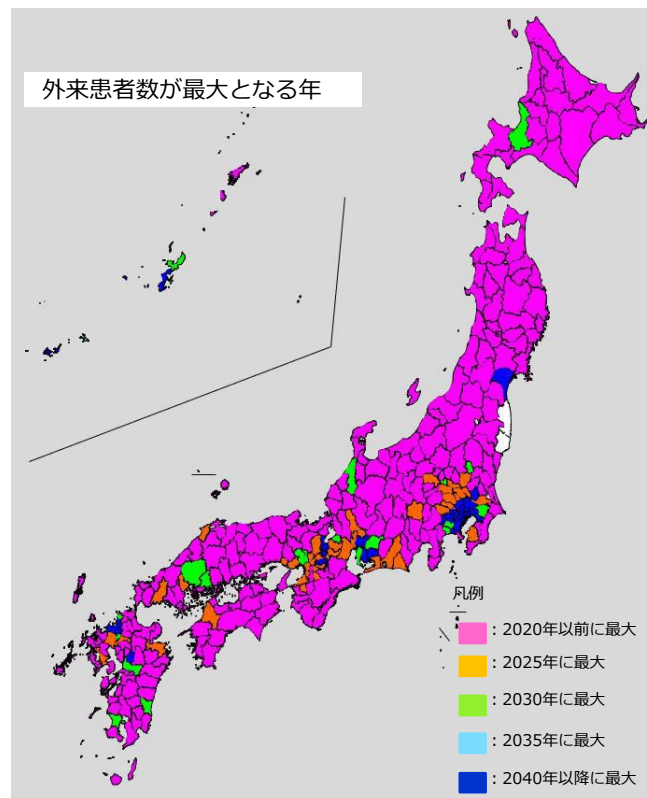 外来患者数が最大となる年
凡例
：2020年以前に最大
：2025年に最大
：2030年に最大
：2035年に最大
：2040年以降に最大